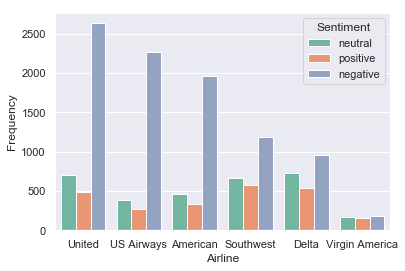 2500
2000
1500
1000
500
0
Frequency
Sentiment
neutral
positive
negative
United US Airways American Southwest Delta Virgin America
Airline